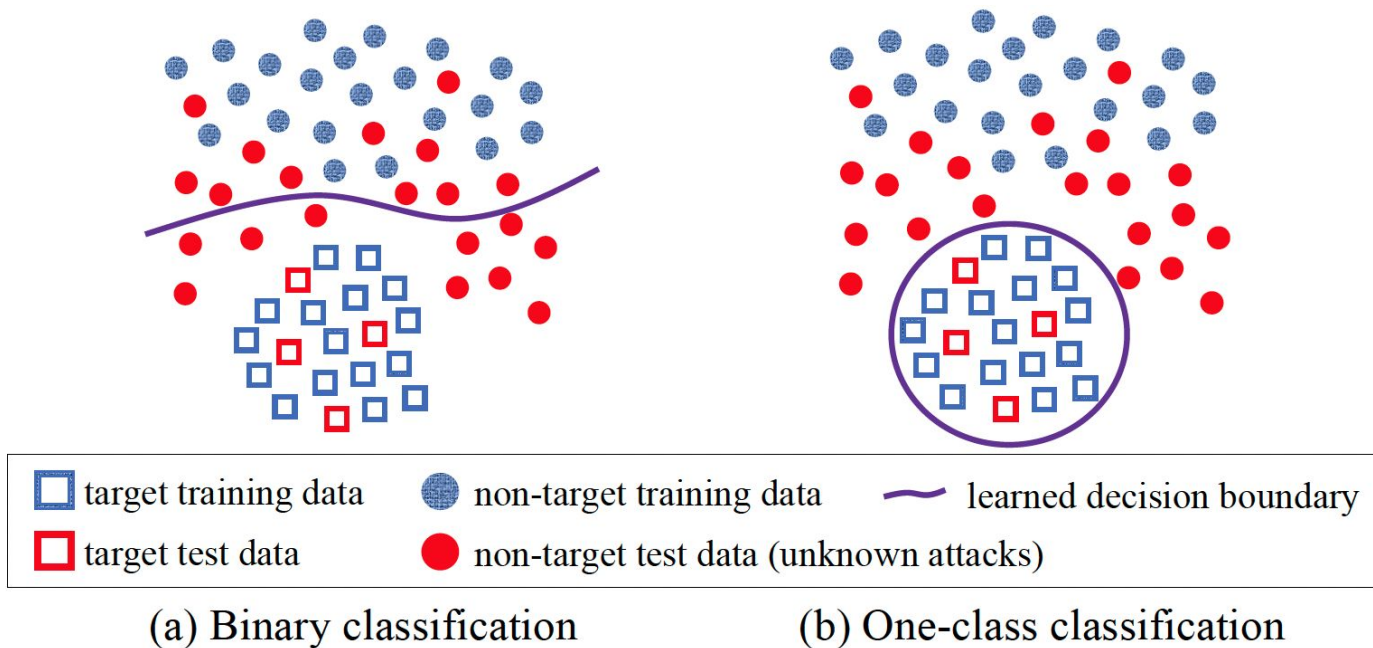 target training data non-target training data learned decision boundary
target test data non-target test data (unknown attacks)
(a) Binary classification (b) One-class classification